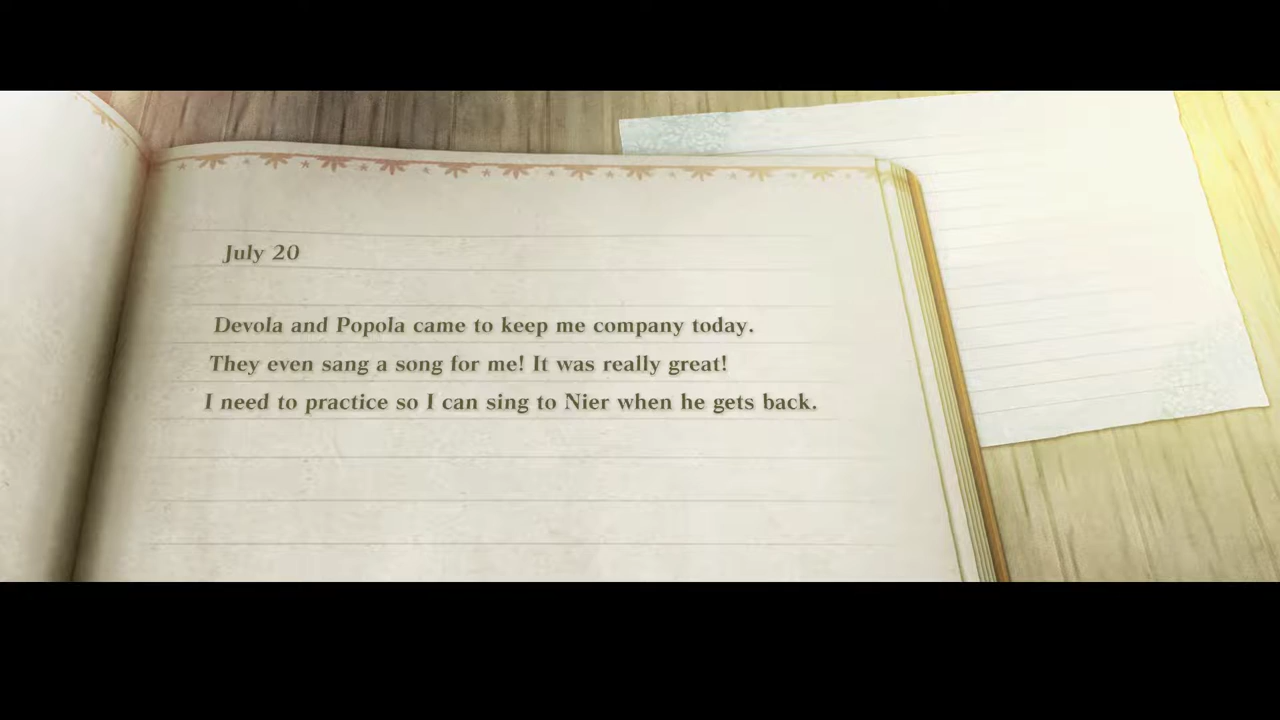 July 20
Devola and Popola came to keep me company today.
They even sang a song for me! It was really great!
I need to practice so I can sing to Nier when he gets back.